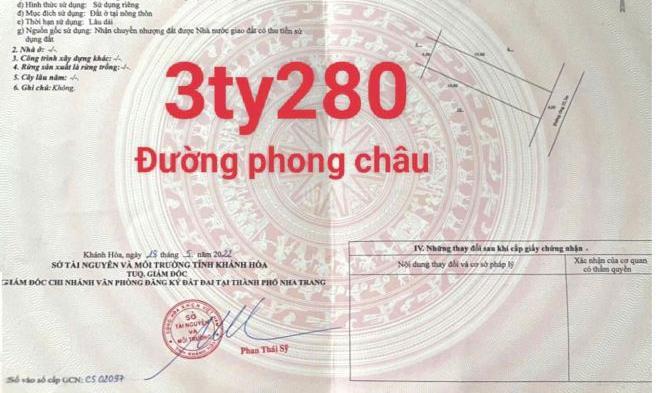 d) Hình thức sử dụng: Sử dụng riêng
đ) Mục đích sử dụng: Đất ở tại nông thôn
e) Thời hạn sử dụng: Lâu dài
g) Nguồn gốc sử dụng: Nhận chuyển nhượng đất được Nhà nước giao đất có thu tiền sử
dụng đất
2. Nhà ở: -/-
3. Công trình xây dựng khác: -/-
4. Rừng sản xuất là rừng trồng: -/-
5. Cây lâu năm: -/-
6. Ghi chú: Không.
3ty280
Đường phong châu
Khánh Hòa, ngày 13 tháng 5 năm 2022
SỞ TÀI NGUYÊN VÀ MÔI TRƯỜNG TỈNH KHÁNH HÒA
TUQ. GIÁM ĐỐC
GIÁM ĐỐC CHI NHÁNH VĂN PHÒNG ĐĂNG KÝ ĐẤT ĐAI TẠI THÀNH PHỐ NHA TRANG
SỞ
TÀI NGUYÊN
VÀ
MÔI TRƯỜNG
Phan Thái Sỹ
Số vào sổ cấp GCN: CS 02097
IV. Những thay đổi sau khi cấp giấy chứng nhận
Nội dung thay đổi và cơ sở pháp lý
Xác nhận của cơ quan
có thẩm quyền